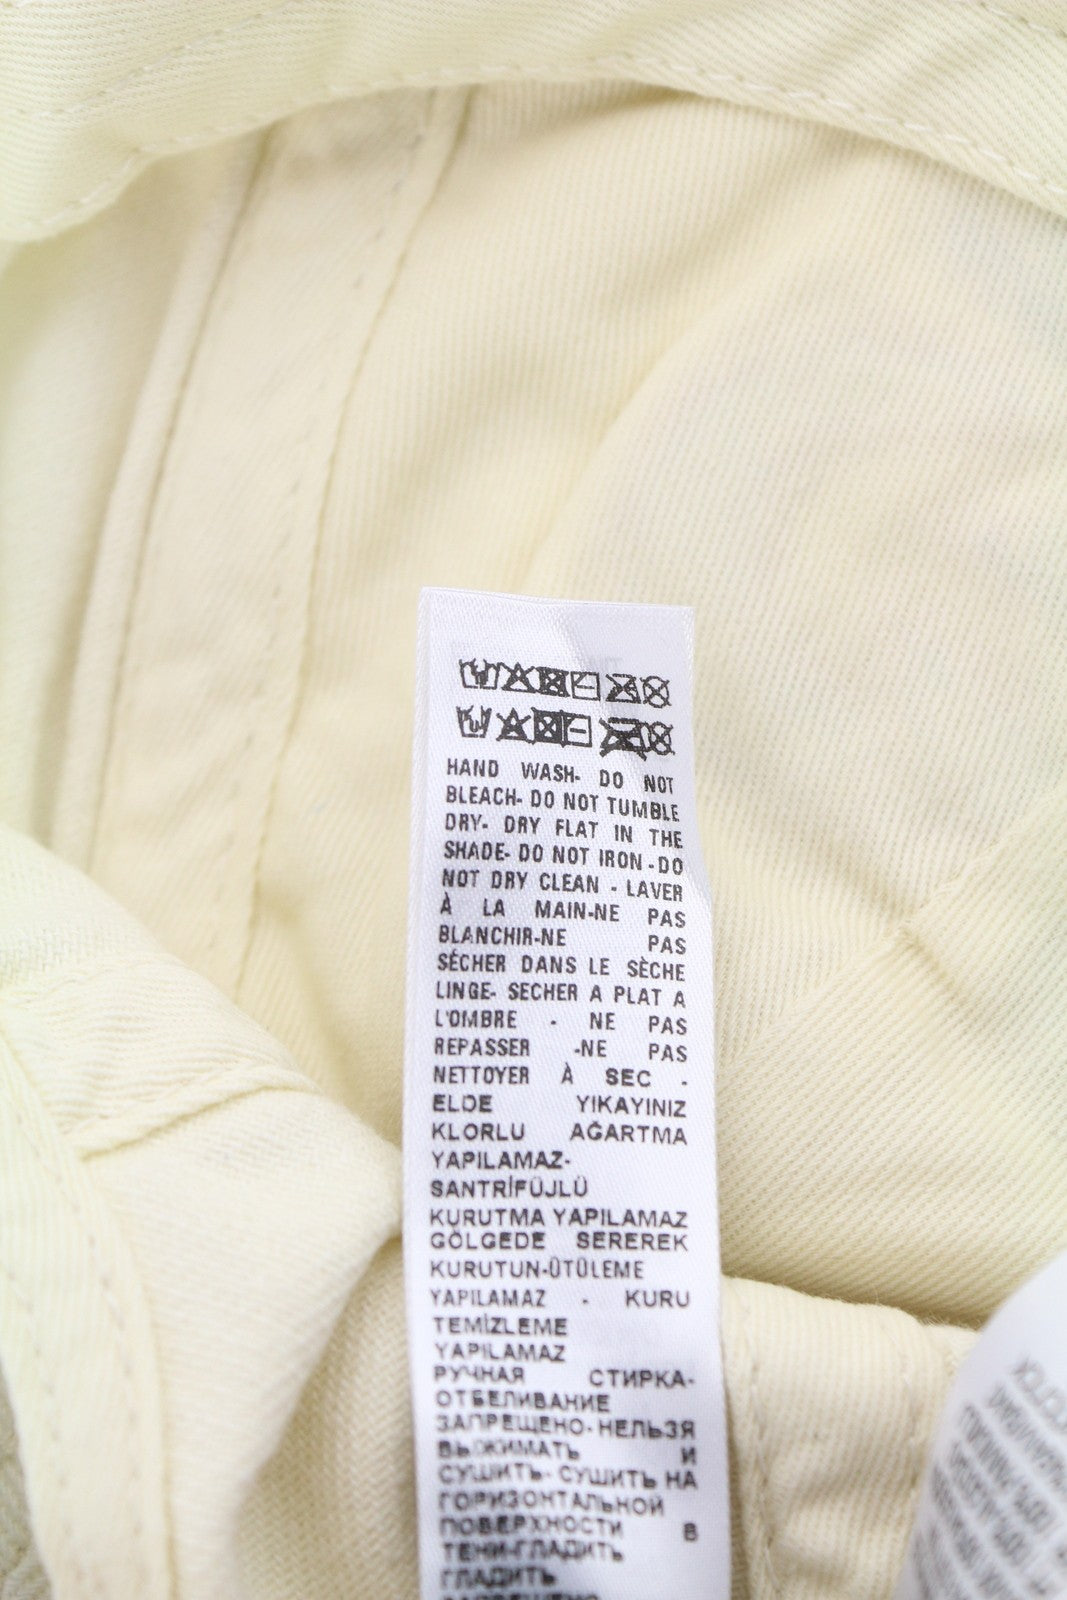 HAND WASH- DO NOT
BLEACH- DO NOT TUMBLE
DRY- DRY FLAT IN THE
SHADE- DO NOT IRON -DO
NOT DRY CLEAN - LAVER
À LA MAIN-NE PAS
BLANCHIR-NE PAS
SÉCHER DANS LE SÈCHE
LINGE- SECHER A PLAT A
L'OMBRE - NE PAS
REPASSER -NE PAS
NETTOYER À SEC -
ELDE YIKAYINIZ
KLORLU AĞARTMA
YAPILAMAZ-
SANTRİFÜJLÜ
KURUTMA YAPILAMAZ
GÖLGEDE SEREREK
KURUTUN-ÜTÜLEME
YAPILAMAZ - KURU
TEMİZLEME
YAPILAMAZ
РУЧНАЯ СТИРКА-
ОТБЕЛИВАНИЕ
ЗАПРЕЩЕНО-НЕЛЬЗЯ
ВЫЖИМАТЬ И
СУШИТЬ- СУШИТЬ НА
ГОРИЗОНТАЛЬНОЙ
ПОВЕРХНОСТИ В
ТЕНИ-ГЛАДИТЬ
ГЛАДИТЬ
ЗАПРЕЩЕНО